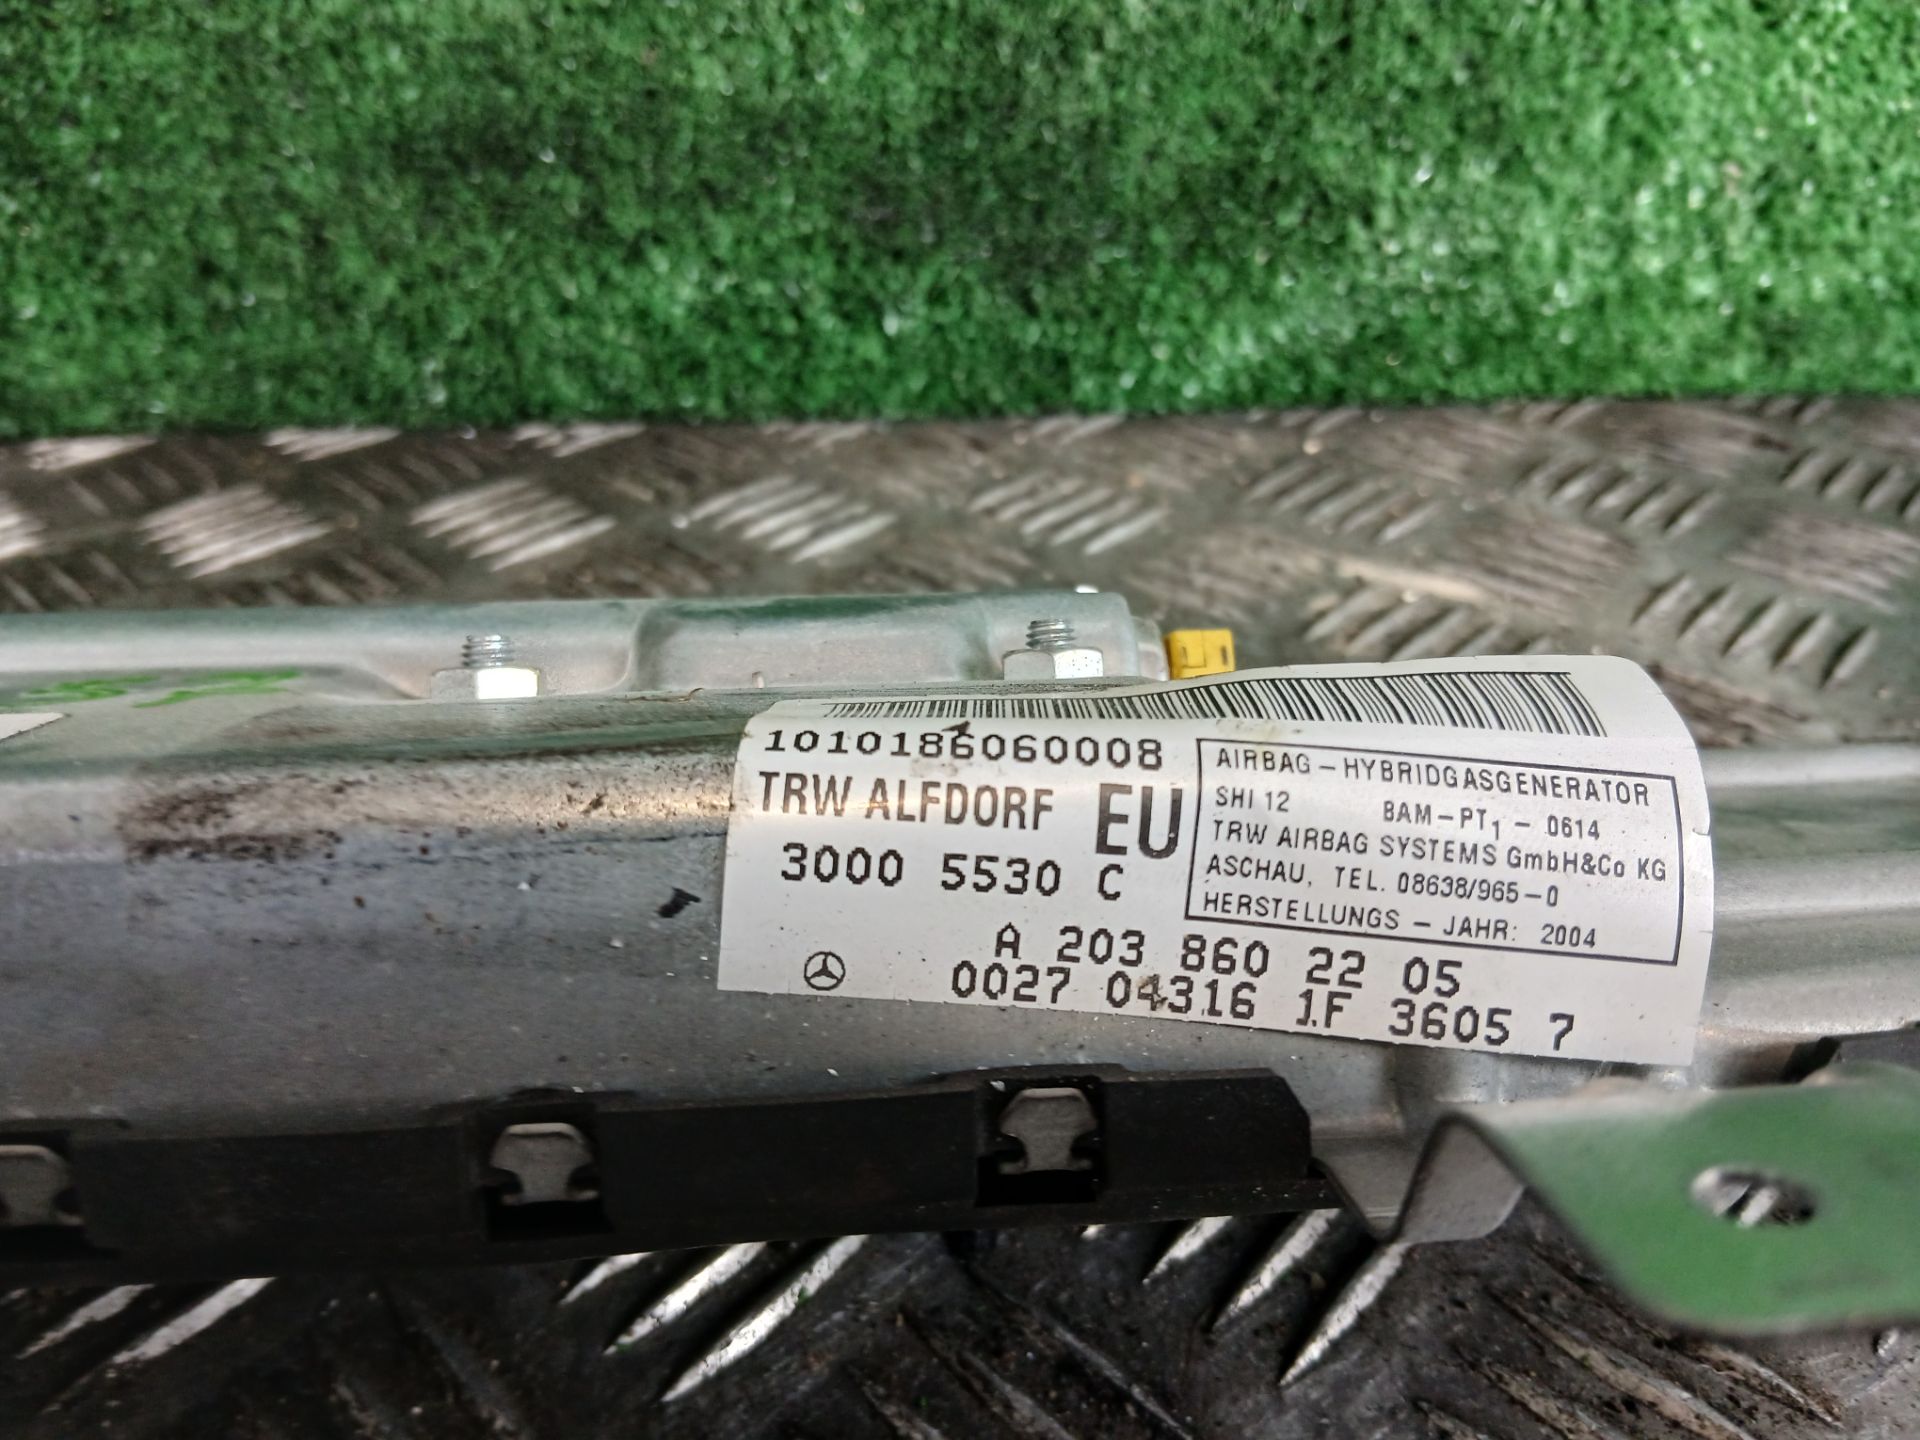 1010186060008
TRW ALFDORF EU
3000 5530 C
AIRBAG – HYBRIDGASGENERATOR
SHI 12 BAM – PT1 – 0614
TRW AIRBAG SYSTEMS GmbH&Co KG
ASCHAU, TEL. 08638/965–0
HERSTELLUNGS – JAHR: 2004
A 203 860 22 05
0027 04316 1F 3605 7